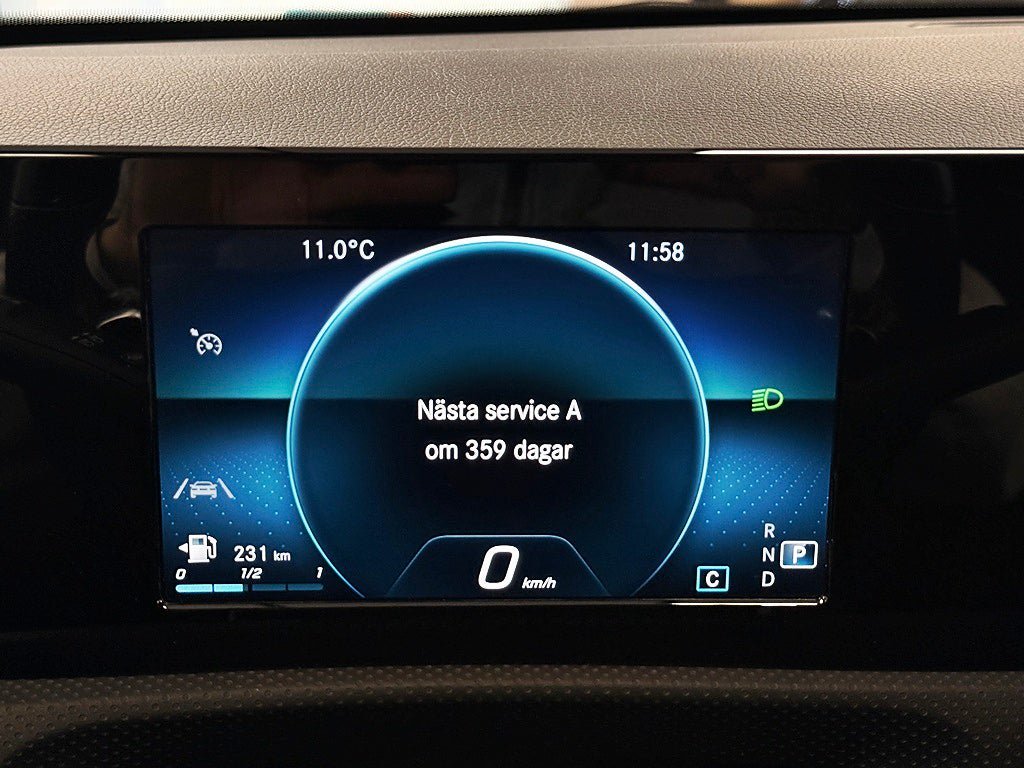 11.0°C
11:58
Nästa service A
om 359 dagar
231 km
0 1/2 1
0 km/h
C
R
N P
D